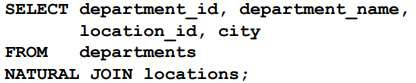 SELECT department_id, department_name,
       location_id, city
FROM   departments
NATURAL JOIN locations;